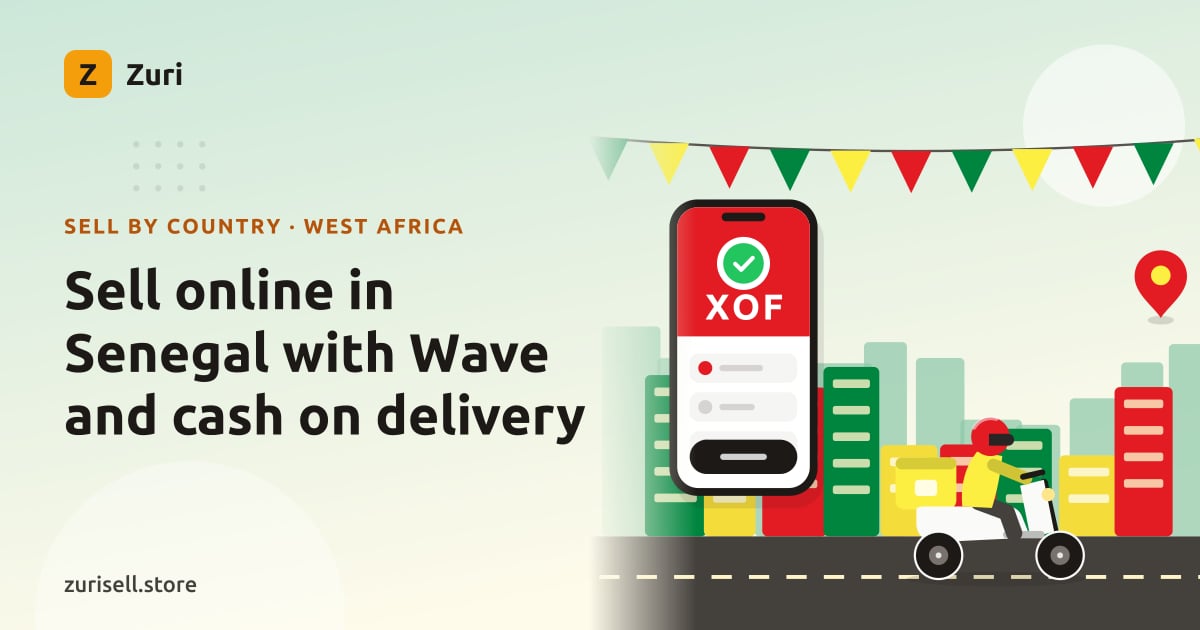 Z Zuri
SELL BY COUNTRY · WEST AFRICA
Sell online in
Senegal with Wave
and cash on delivery
XOF
zurisell.store